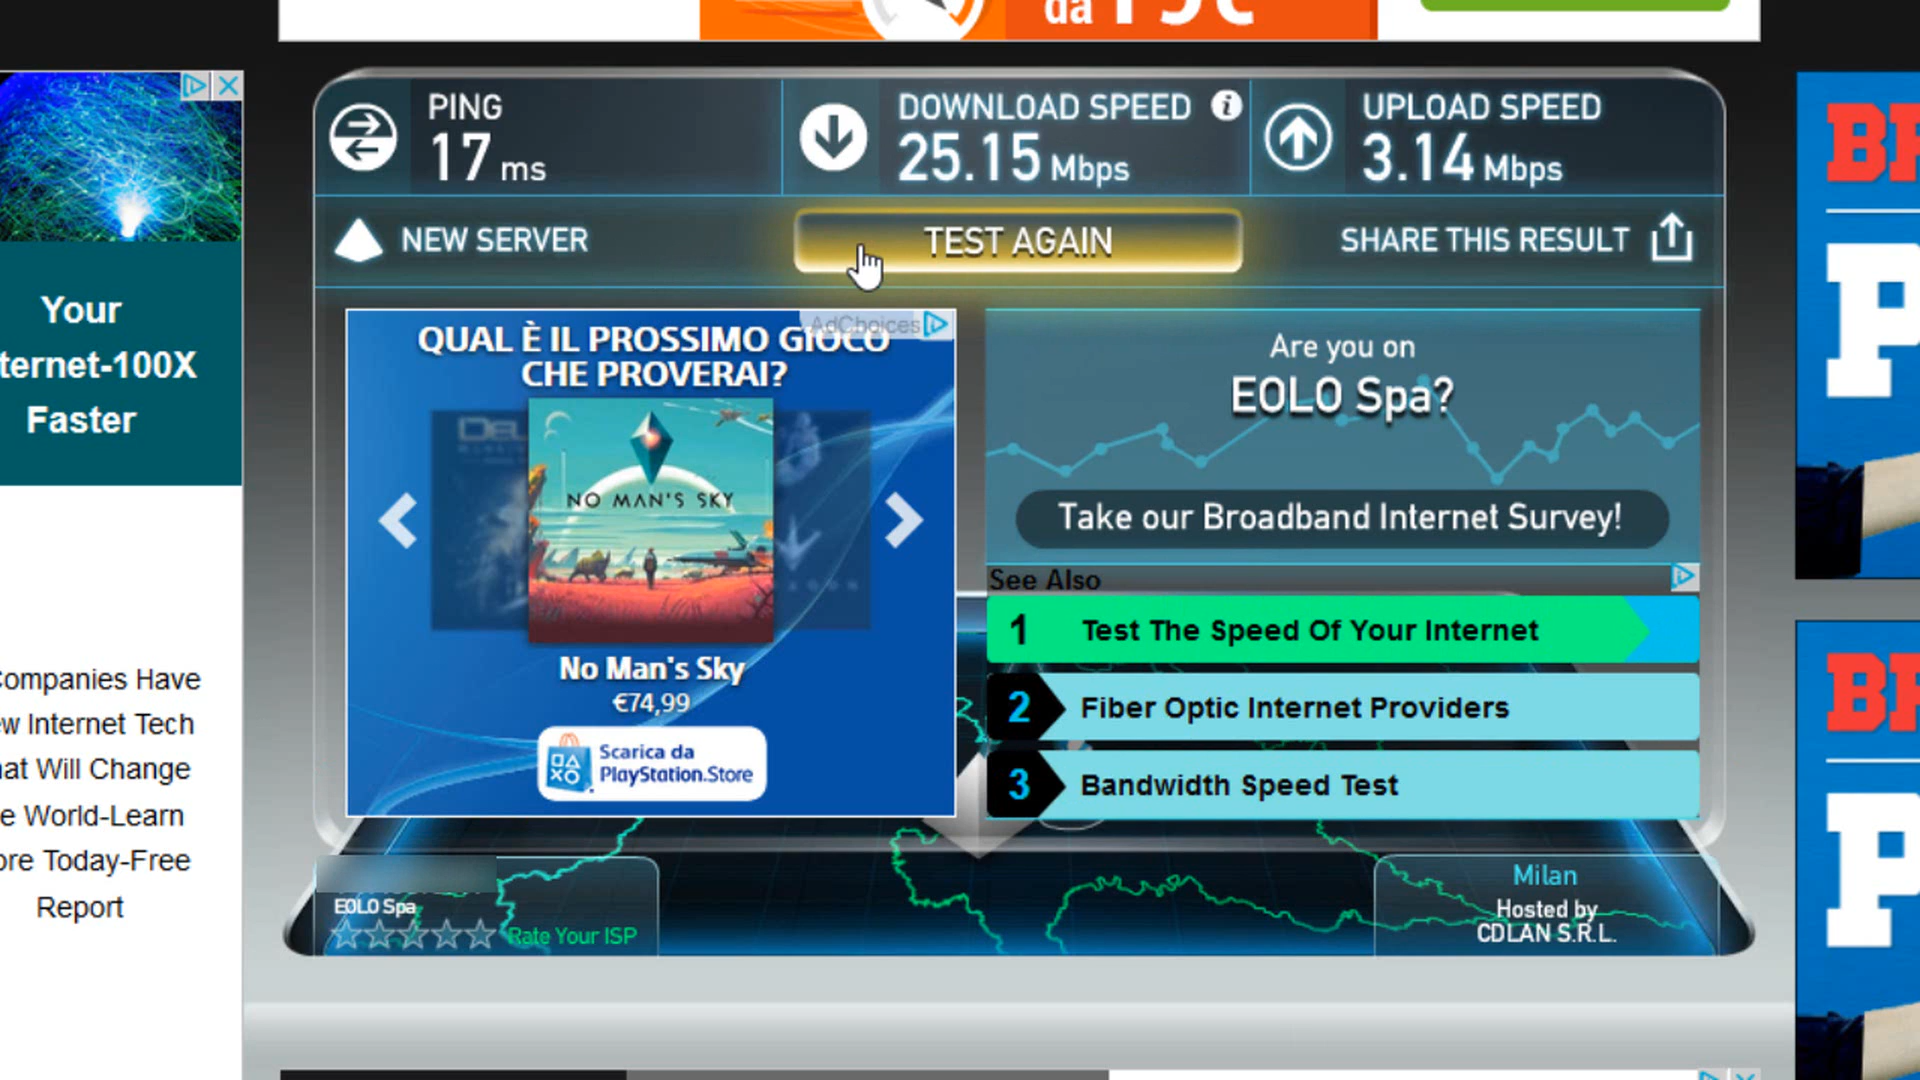 da
PING
17 ms
DOWNLOAD SPEED
25.15 Mbps
UPLOAD SPEED
3.14 Mbps
NEW SERVER
TEST AGAIN
SHARE THIS RESULT
Your
ternet-100X
Faster
ompanies Have
w Internet Tech
at Will Change
e World-Learn
ore Today-Free
Report
AdChoices
QUAL È IL PROSSIMO GIOCO
CHE PROVERAI?
NO MAN'S SKY
No Man's Sky
€74,99
Scarica da
PlayStation.Store
Are you on
EOLO Spa?
Take our Broadband Internet Survey!
See Also
1 Test The Speed Of Your Internet
2 Fiber Optic Internet Providers
3 Bandwidth Speed Test
EOLO Spa
Rate Your ISP
Milan
Hosted by
CDLAN S.R.L.
P
P